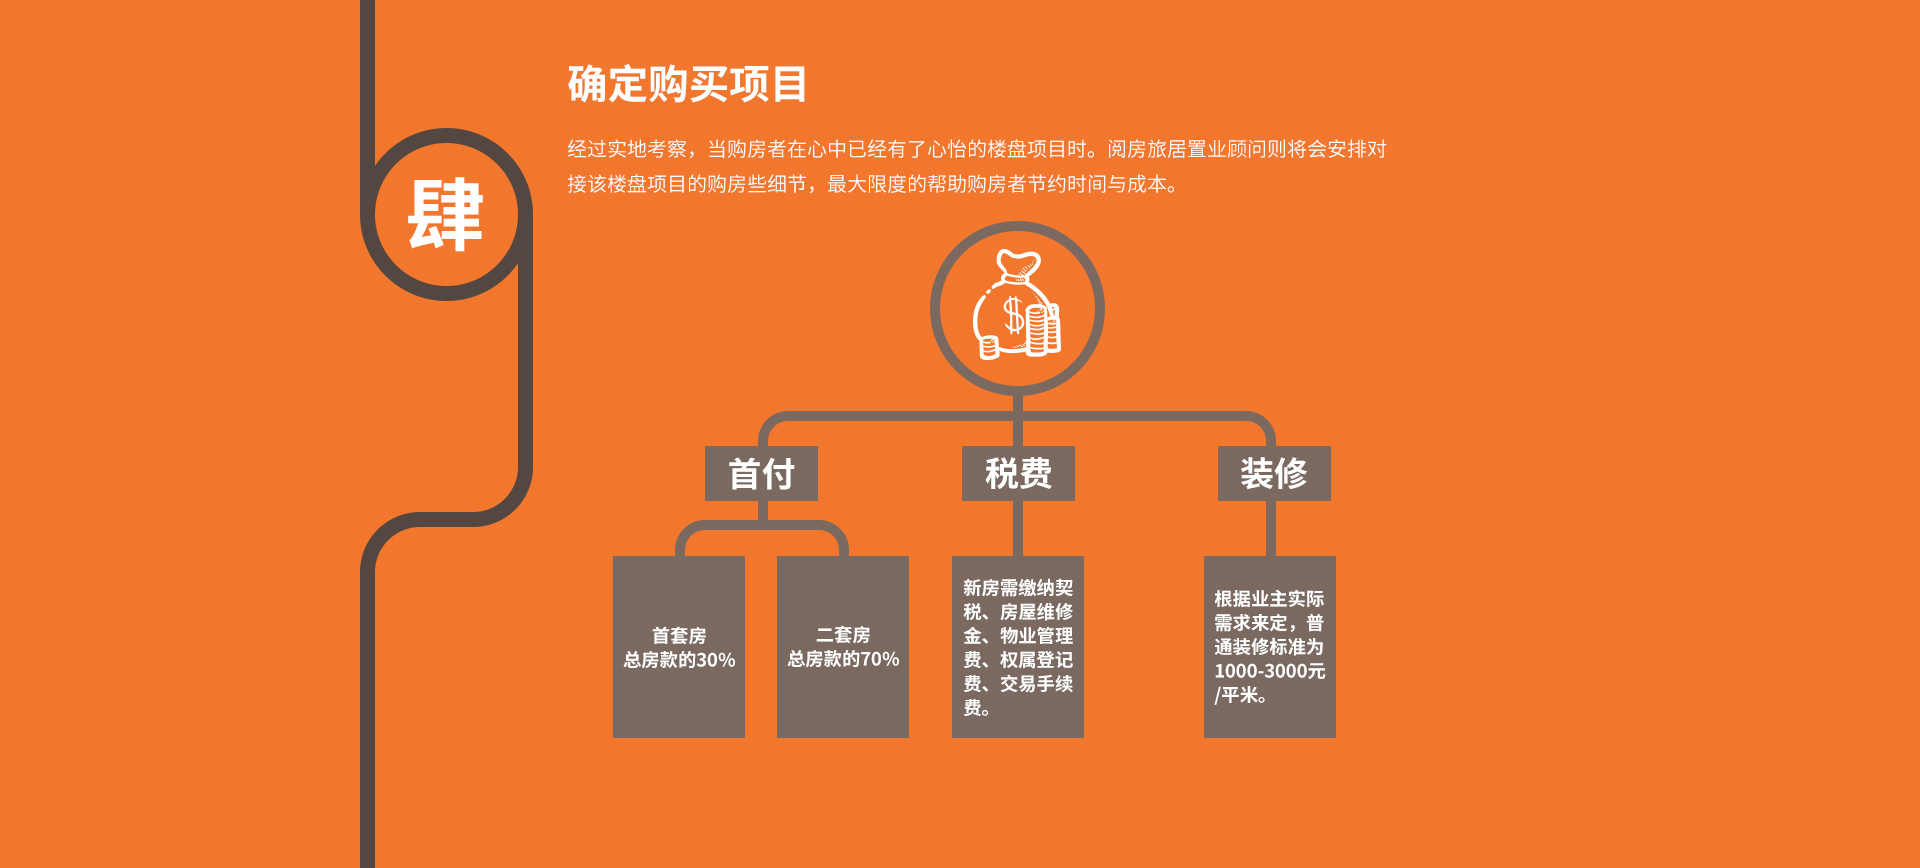 肆
确定购买项目
经过实地考察，当购房者在心中已经有了心怡的楼盘项目时。阅房旅居置业顾问则将会安排对
接该楼盘项目的购房些细节，最大限度的帮助购房者节约时间与成本。
$
首付
税费
装修
首套房
总房款的30%
二套房
总房款的70%
新房需缴纳契
税、房屋维修
金、物业管理
费、权属登记
费、交易手续
费。
根据业主实际
需求来定，普
通装修标准为
1000-3000元
/平米。